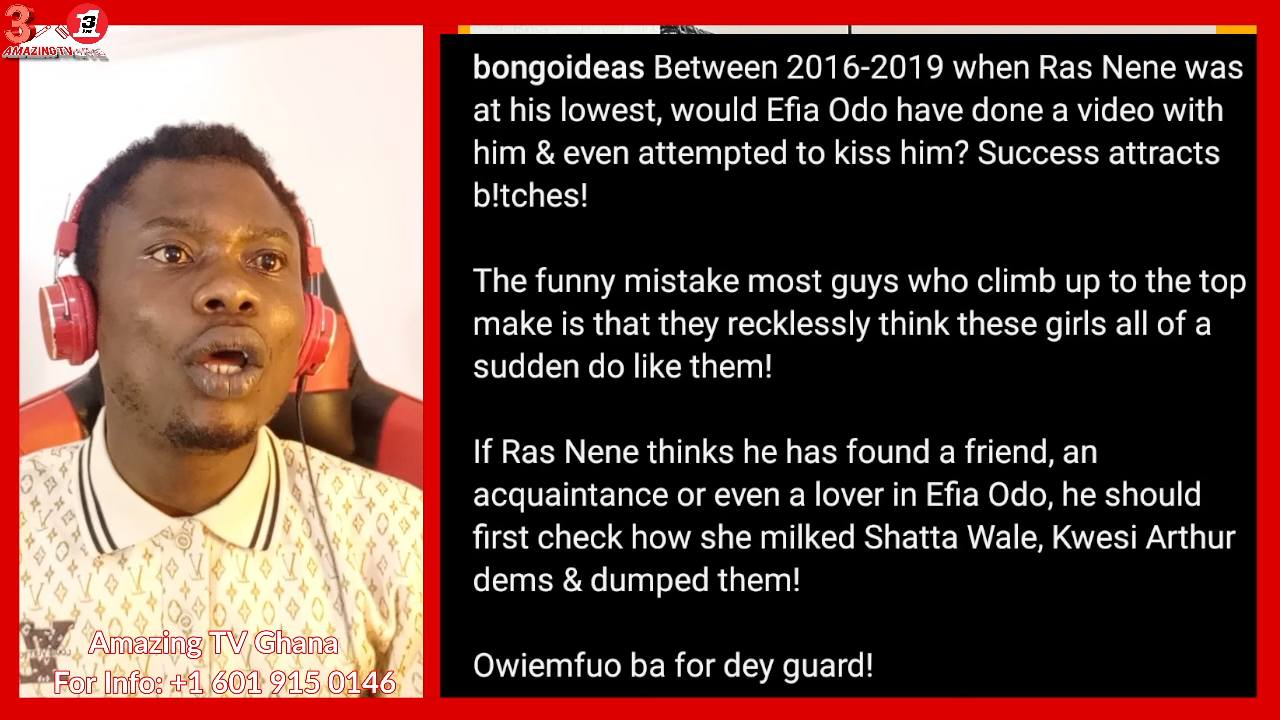 3
13
AMAZINGTV LIVE
bongoideas Between 2016-2019 when Ras Nene was
at his lowest, would Efia Odo have done a video with
him & even attempted to kiss him? Success attracts
b!tches!
The funny mistake most guys who climb up to the top
make is that they recklessly think these girls all of a
sudden do like them!
If Ras Nene thinks he has found a friend, an
acquaintance or even a lover in Efia Odo, he should
first check how she milked Shatta Wale, Kwesi Arthur
dems & dumped them!
Owiemfuo ba for dey guard!
Amazing TV Ghana
For Info: +1 601 915 0146